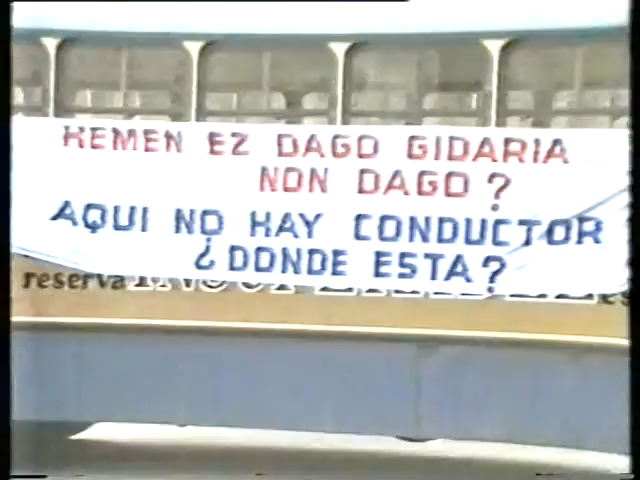 HEMEN EZ DAGO GIDARIA
NON DAGO?
AQUI NO HAY CONDUCTOR
¿DONDE ESTA?
reserva